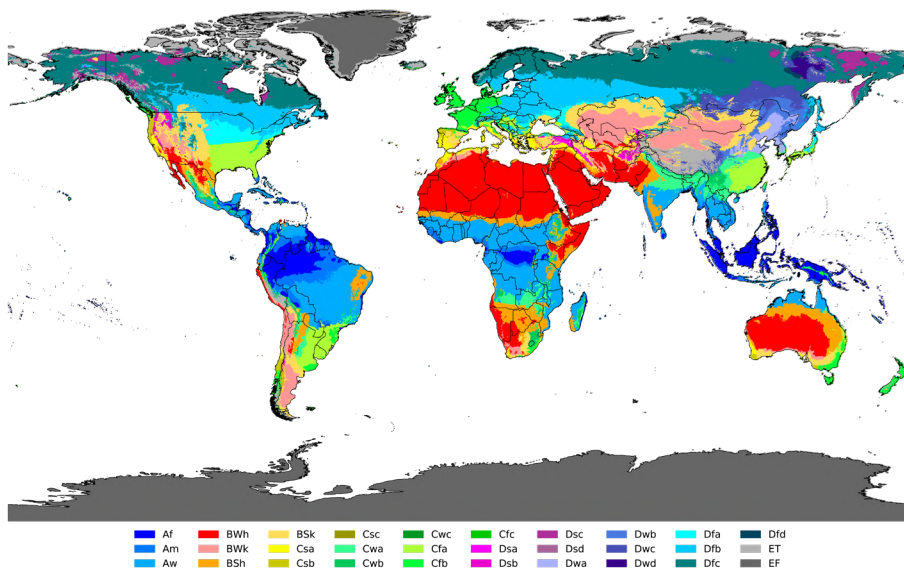 Af BWh BSk Csc Cwc Cfc Dsc Dwb Dfa Dfd
Am BWk Csa Cwa Cfa Dsa Dsd Dwc Dfb ET
Aw BSh Csb Cwb Cfb Dsb Dwa Dwd Dfc EF